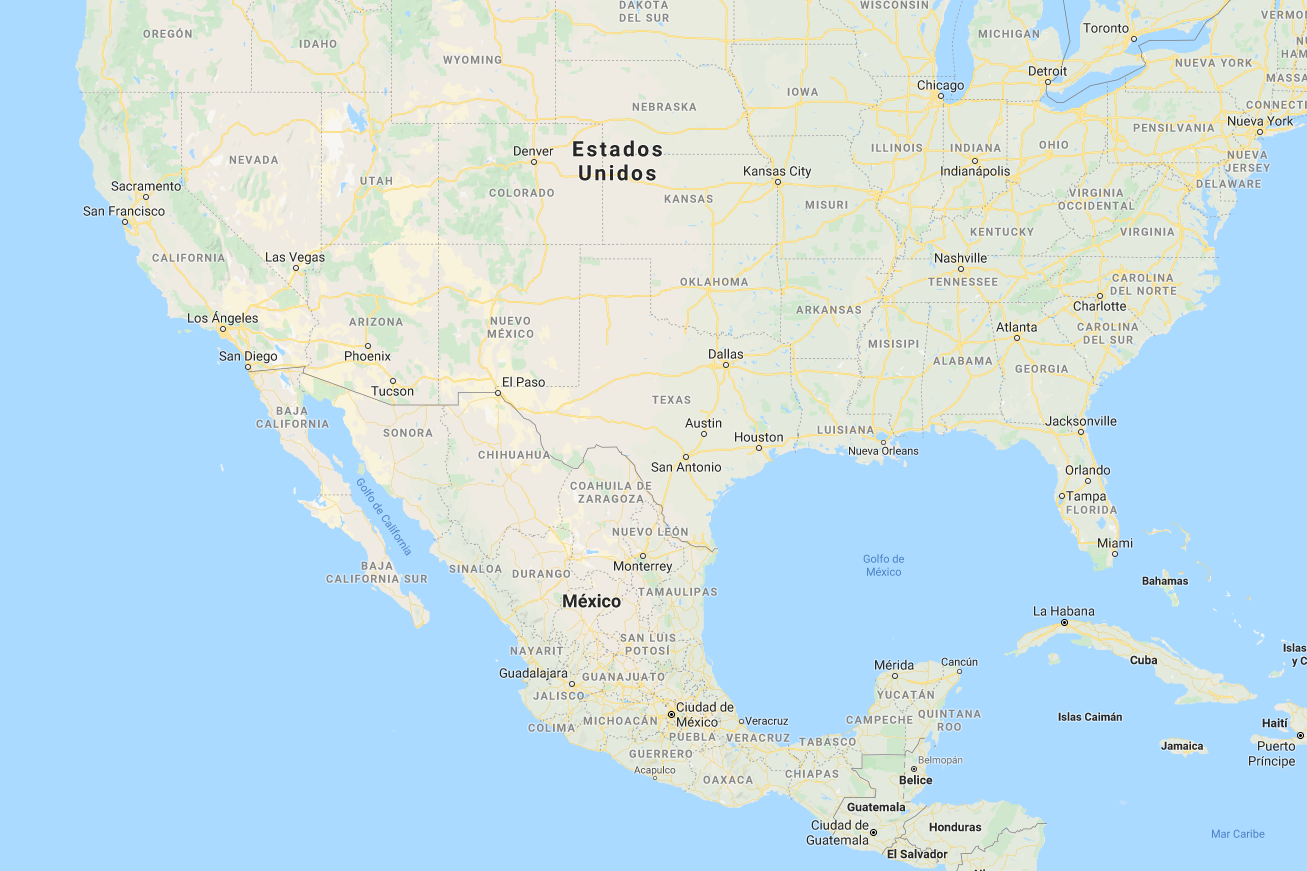 DAKOTA
DEL SUR
WISCONSIN
OREGÓN
IDAHO
WYOMING
MICHIGAN
Toronto
VERMO
NU
HAM
NUEVA YORK
MASSA
Detroit
Chicago
IOWA
NEBRASKA
CONNECTI
Nueva York
PENSILVANIA
NEVADA
UTAH
Denver
COLORADO
Estados
Unidos
Kansas City
KANSAS
MISURI
ILLINOIS
INDIANA
Indianápolis
OHIO
NUEVA
JERSEY
DELAWARE
VIRGINIA
OCCIDENTAL
VIRGINIA
KENTUCKY
Sacramento
San Francisco
CALIFORNIA
Las Vegas
Nashville
TENNESSEE
CAROLINA
DEL NORTE
Charlotte
OKLAHOMA
ARKANSAS
Los Ángeles
ARIZONA
NUEVO
MÉXICO
Atlanta
CAROLINA
DEL SUR
MISISIPI
ALABAMA
GEORGIA
San Diego
Phoenix
Tucson
El Paso
Dallas
TEXAS
BAJA
CALIFORNIA
SONORA
CHIHUAHUA
Austin
Houston
San Antonio
LUISIANA
Nueva Orleans
Jacksonville
Orlando
Tampa
FLORIDA
Miami
COAHUILA DE
ZARAGOZA
Golfo de California
NUEVO LEÓN
Monterrey
Golfo de
México
BAJA
CALIFORNIA SUR
SINALOA
DURANGO
TAMAULIPAS
México
Bahamas
La Habana
Cuba
Islas
y C
SAN LUIS
POTOSÍ
NAYARIT
Guadalajara
GUANAJUATO
JALISCO
Mérida
Cancún
YUCATÁN
Ciudad de
México
MICHOACÁN
COLIMA
Veracruz
CAMPECHE
QUINTANA
ROO
Islas Caimán
Haití
Puerto
Príncipe
Jamaica
PUEBLA
VERACRUZ
TABASCO
GUERRERO
Acapulco
OAXACA
CHIAPAS
Belmopán
Belice
Guatemala
Ciudad de
Guatemala
Honduras
El Salvador
Mar Caribe